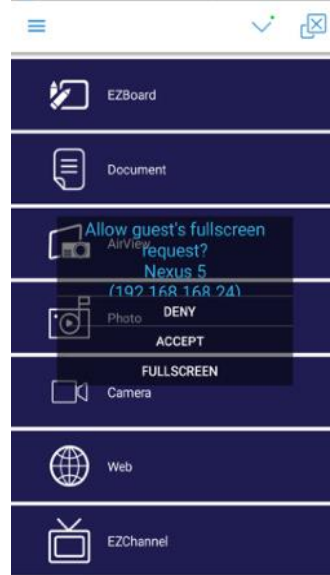 EZBoard
Document
Allow guest's fullscreen
AirView
request?
Nexus 5
(192.168.168.24)
Photo
DENY
ACCEPT
FULLSCREEN
Camera
Web
EZChannel